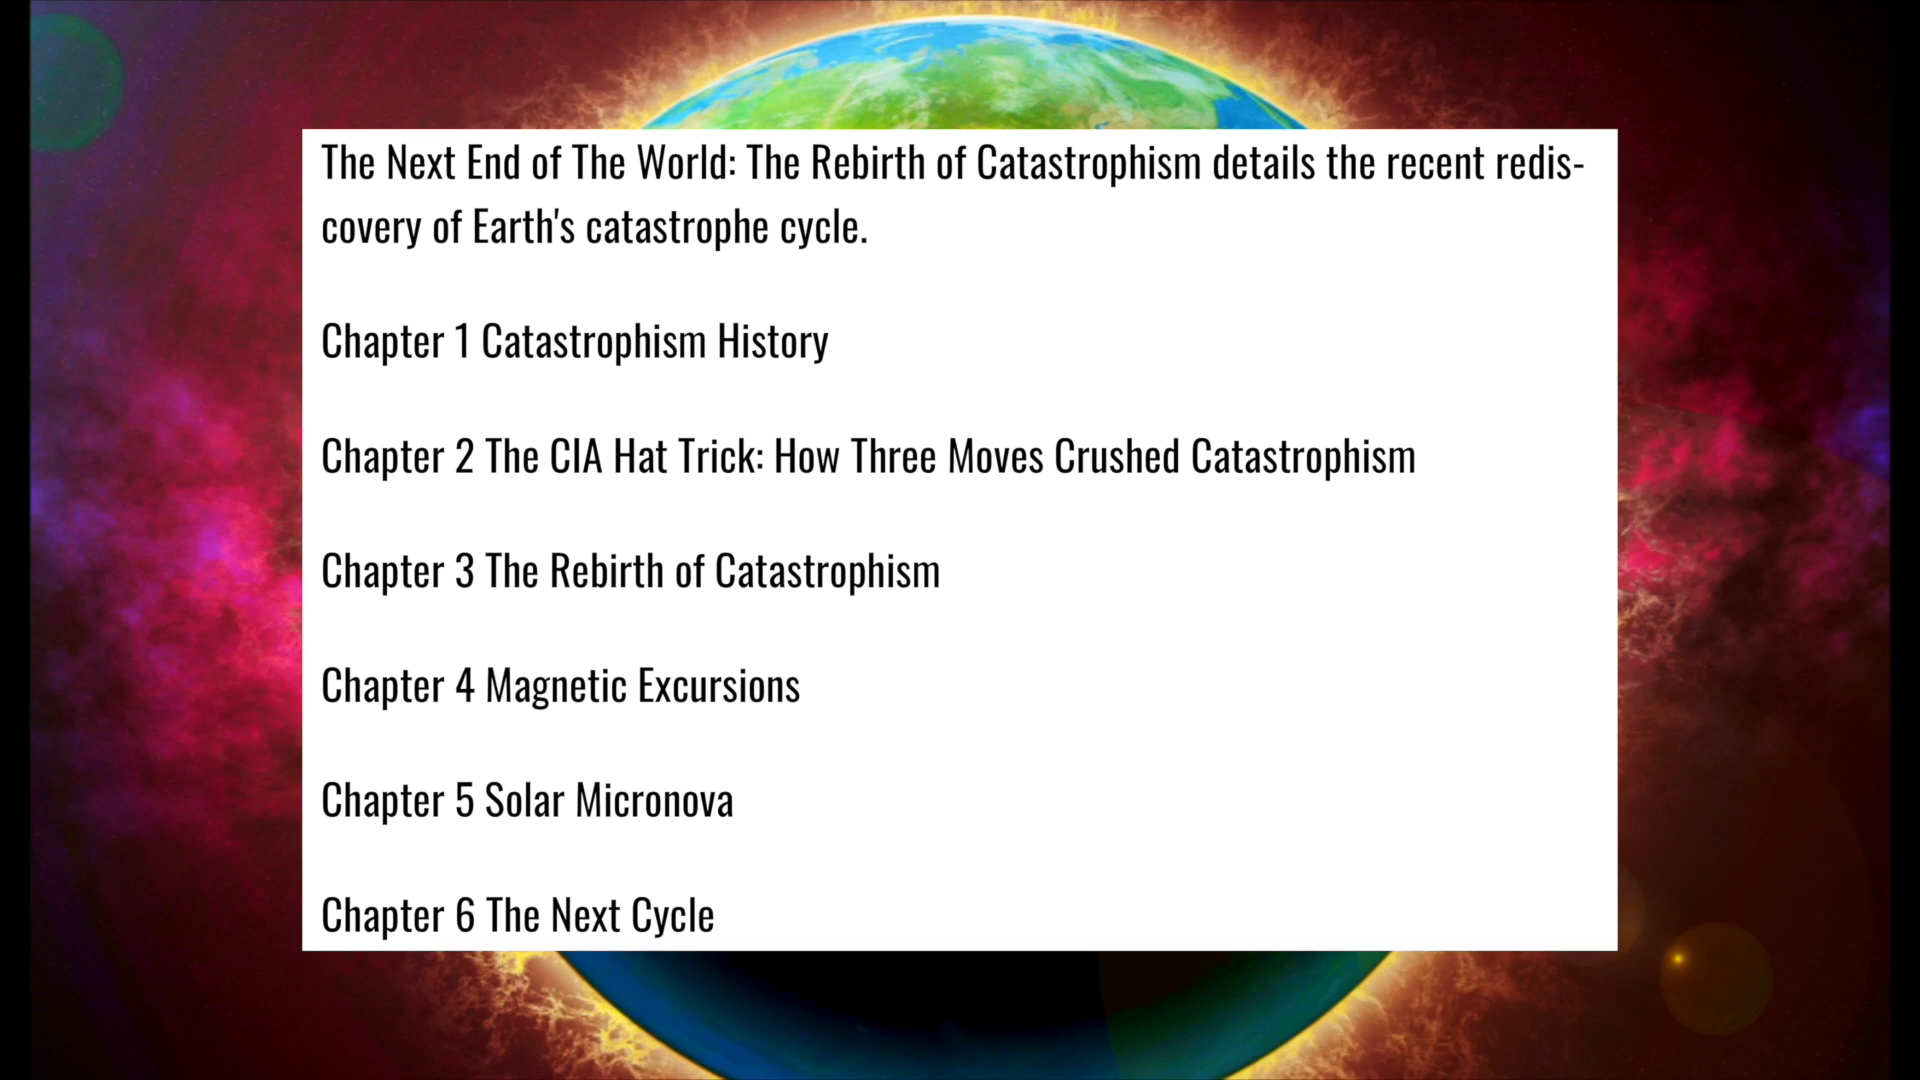 The Next End of The World: The Rebirth of Catastrophism details the recent redis-
covery of Earth's catastrophe cycle.
Chapter 1 Catastrophism History
Chapter 2 The CIA Hat Trick: How Three Moves Crushed Catastrophism
Chapter 3 The Rebirth of Catastrophism
Chapter 4 Magnetic Excursions
Chapter 5 Solar Micronova
Chapter 6 The Next Cycle